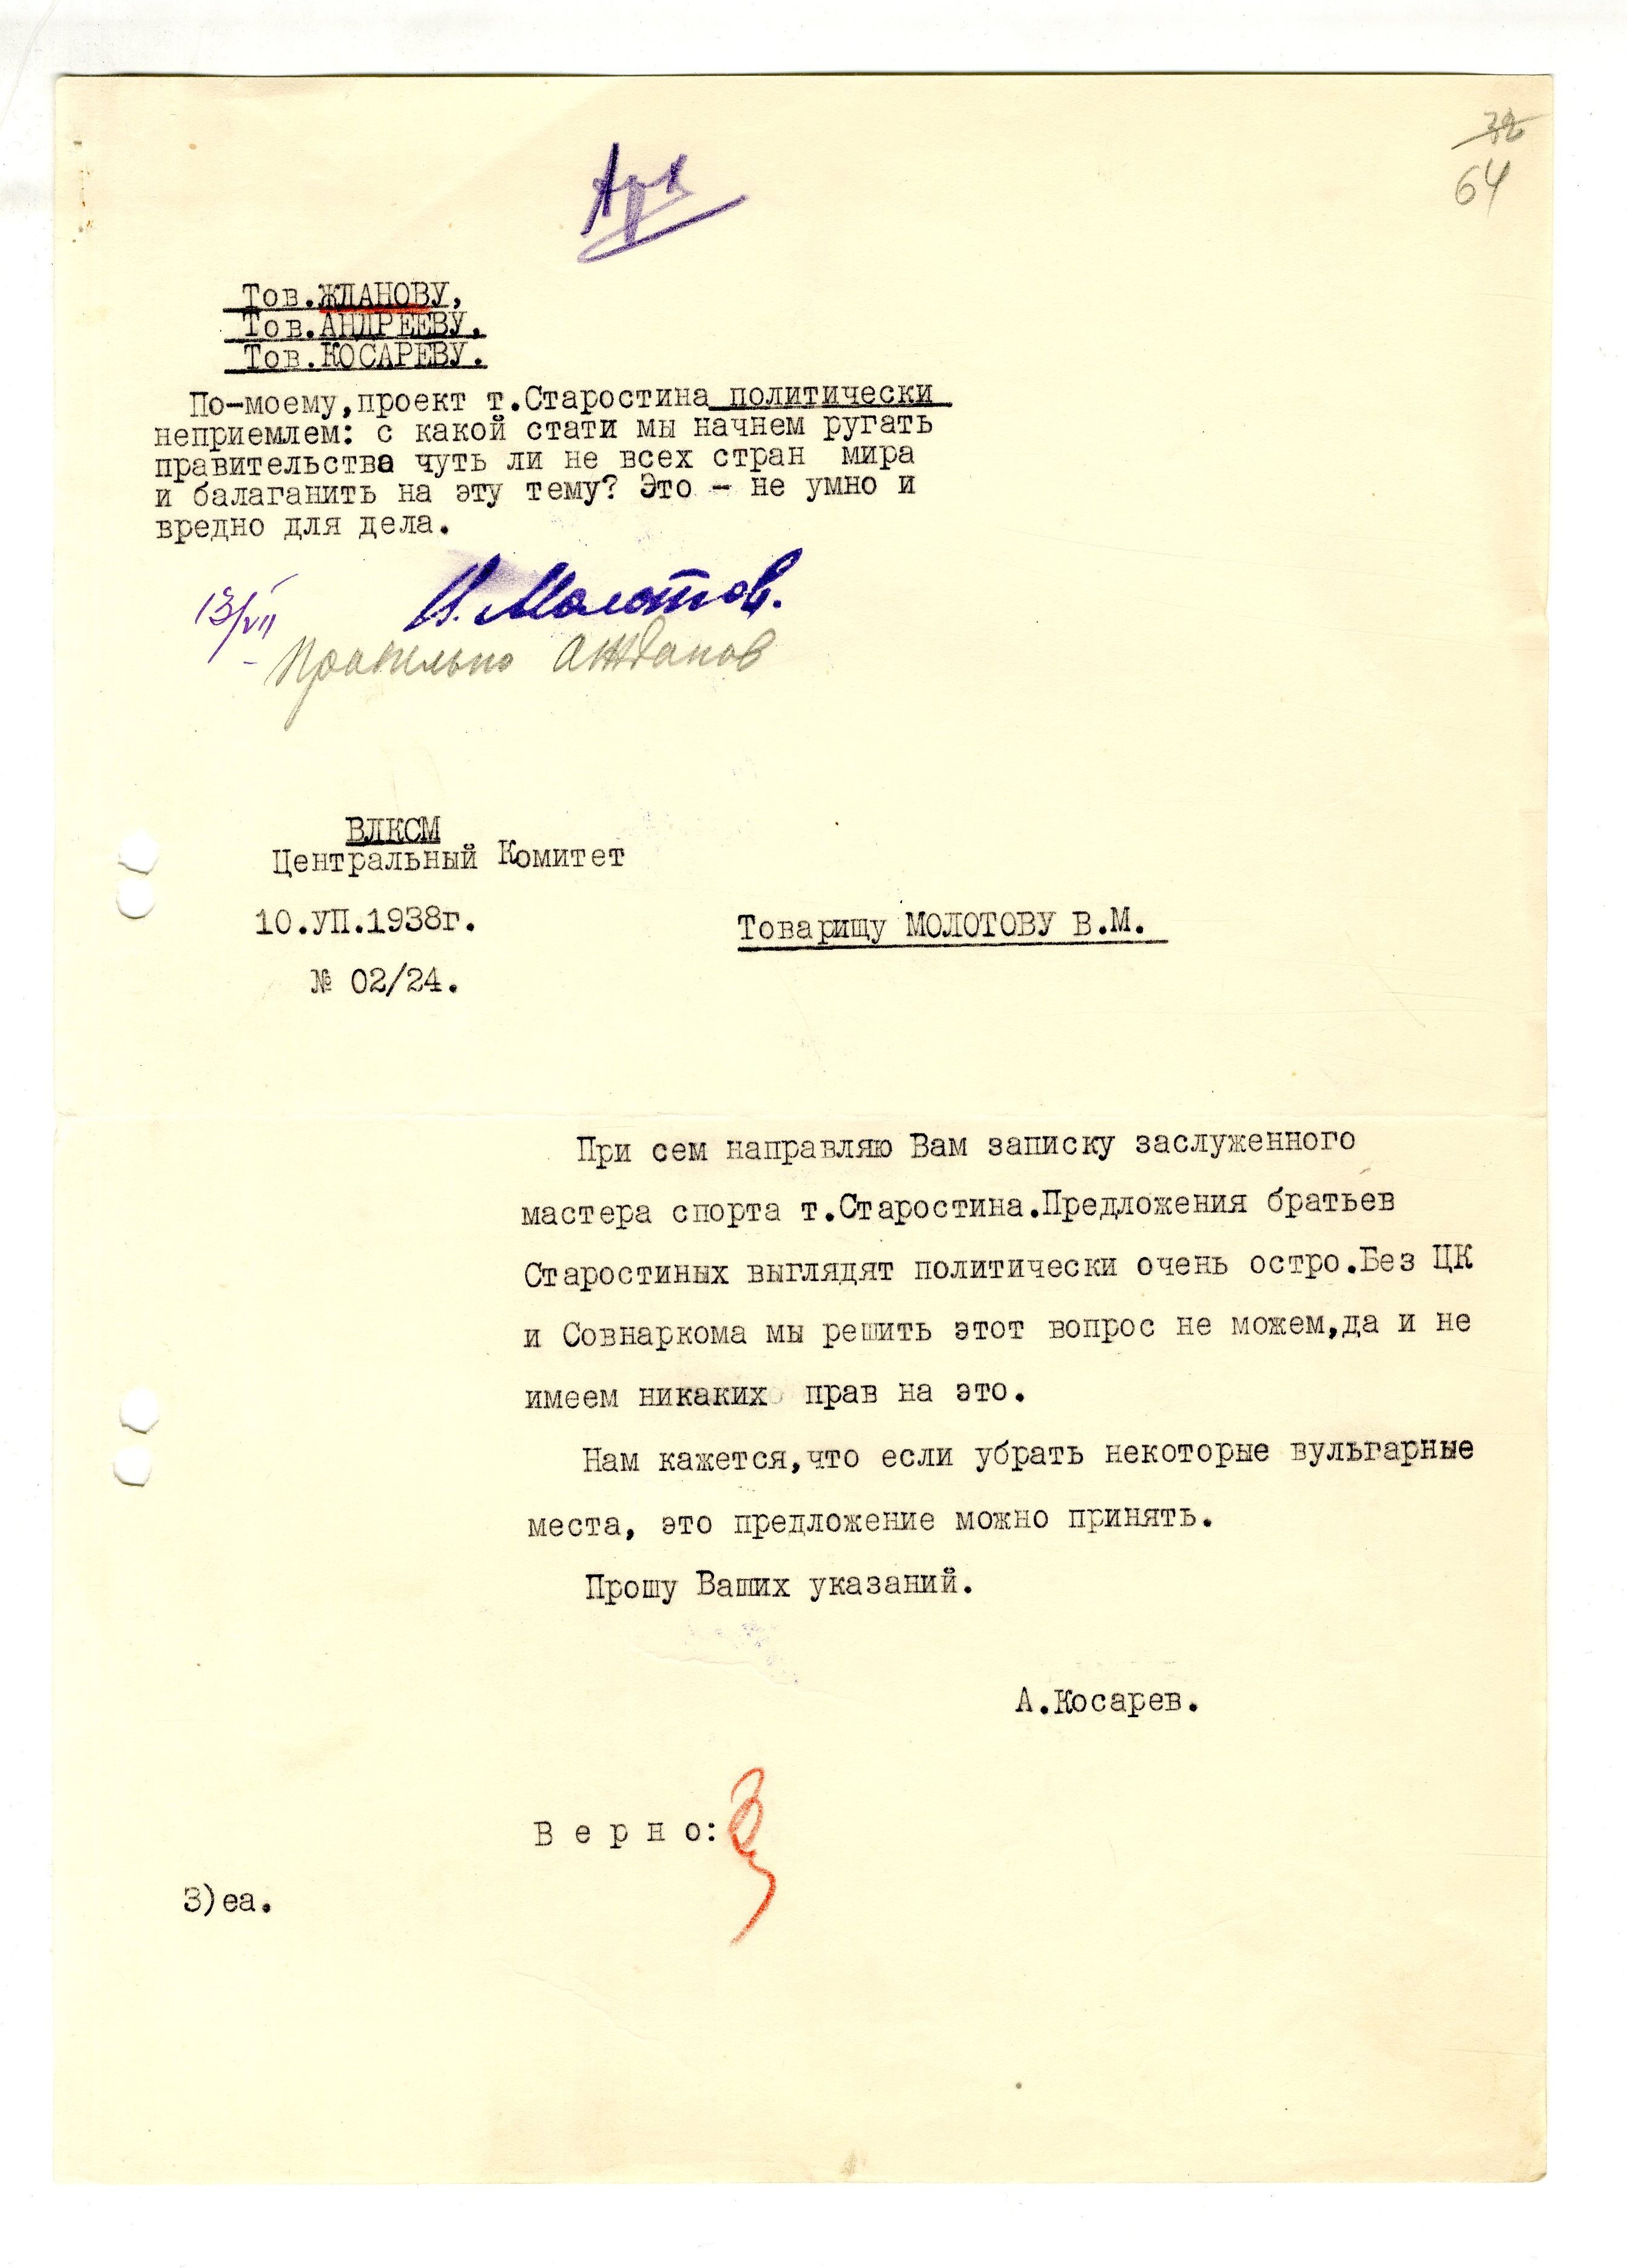 32
64
Арх
Тов.ЖДАНОВУ,
Тов.АНДРЕЕВУ,
Тов.КОСАРЕВУ.
По-моему,проект т.Старостина политически
неприемлем: с какой стати мы начнем ругать
правительства чуть ли не всех стран мира
и балаганить на эту тему? Это - не умно и
вредно для дела.
13/VII В. Молотов.
Правильно АЖданов
ВЛКСМ
Центральный Комитет
10.УП.1938г.
Товарищу МОЛОТОВУ В.М.
№ 02/24.
При сем направляю Вам записку заслуженного
мастера спорта т.Старостина.Предложения братьев
Старостиных выглядят политически очень остро.Без ЦК
и Совнаркома мы решить этот вопрос не можем,да и не
имеем никаких прав на это.
Нам кажется,что если убрать некоторые вульгарные
места, это предложение можно принять.
Прошу Ваших указаний.
А.Косарев.
В е р н о:
3)еа.